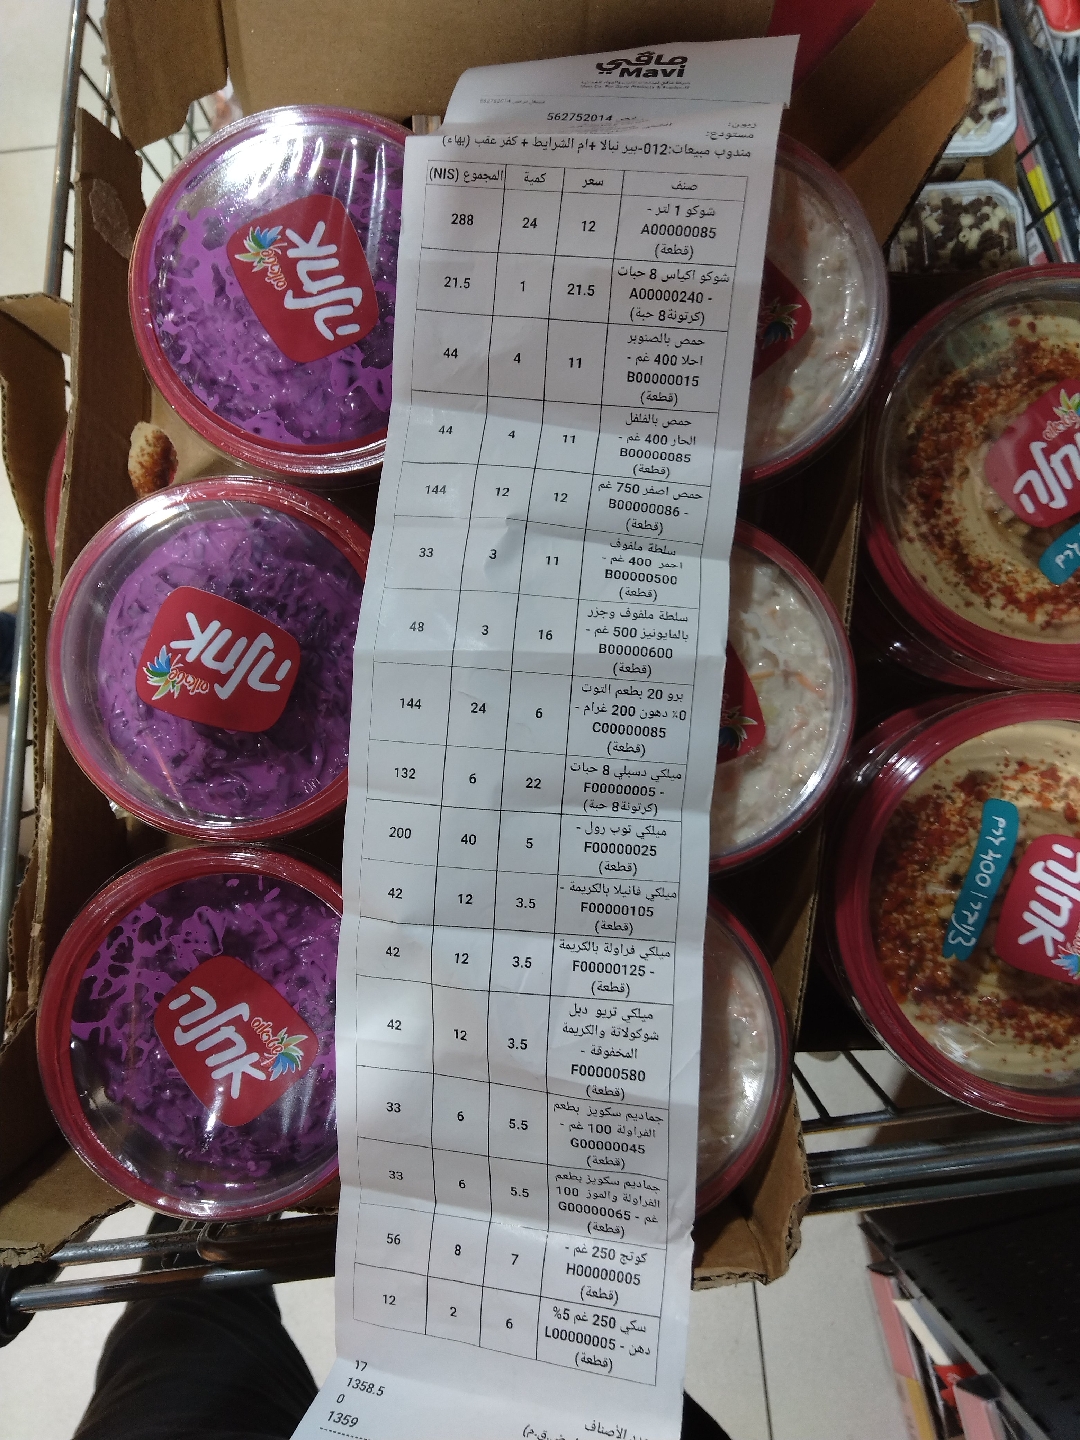 مافي
Mavi
562752014
زبون:
مستودع:
مندوب مبيعات:012-بير نبالا +ام الشرايط + كفر عقب (بهاء)
صنف سعر كمية المجموع (NIS)
شوكو 1 لتر -
A00000085
(قطعة)
12 24 288
شوكو اكياس 8 حبات
- A00000240
(كرتونة8 حبة)
21.5 1 21.5
حمص بالصنوبر
احلا 400 غم -
B00000015
(قطعة)
11 4 44
حمص بالفلفل
الحار 400 غم -
B00000085
(قطعة)
11 4 44
حمص اصفر 750 غم
- B00000086
(قطعة)
12 12 144
سلطة ملفوف
احمر 400 غم -
B00000500
(قطعة)
11 3 33
سلطة ملفوف وجزر
بالمايونيز 500 غم -
B00000600
(قطعة)
16 3 48
برو 20 بطعم التوت
0٪ دهون 200 غرام -
C00000085
(قطعة)
6 24 144
ميلكي دسبلي 8 حبات
- F00000005
(كرتونة8 حبة)
22 6 132
ميلكي توب رول -
F00000025
(قطعة)
5 40 200
ميلكي فانيلا بالكريمة -
F00000105
(قطعة)
3.5 12 42
ميلكي فراولة بالكريمة
- F00000125
(قطعة)
3.5 12 42
ميلكي تريو دبل
شوكولاتة والكريمة
المخفوقة -
F00000580
(قطعة)
3.5 12 42
جماديم سكويز بطعم
الفراولة 100 غم -
G00000045
(قطعة)
5.5 6 33
جماديم سكويز بطعم
الفراولة والموز 100
غم - G00000065
(قطعة)
5.5 6 33
كوتج 250 غم -
H00000005
(قطعة)
7 8 56
سكي 250 غم 5%
دهن - L00000005
(قطعة)
6 2 12
17
الأصناف
1358.5
0
1359
אחלה
אחלה
אחלה
אחלה
אחלה